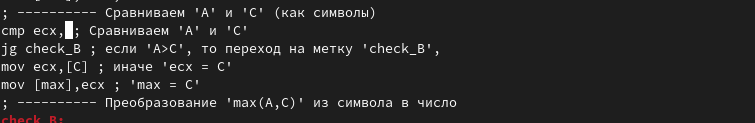 ; ---------- Сравниваем 'A' и 'C' (как символы)
cmp ecx, ; Сравниваем 'A' и 'C'
jg check_B ; если 'A>C', то переход на метку 'check_B',
mov ecx,[C] ; иначе 'ecx = C'
mov [max],ecx ; 'max = C'
; ---------- Преобразование 'max(A,C)' из символа в число
check_B: